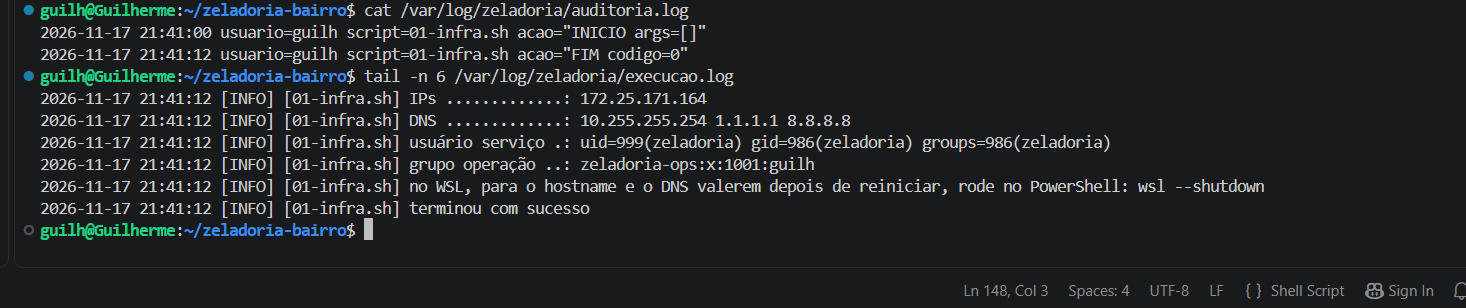 guilh@Guilherme:~/zeladoria-bairro$ cat /var/log/zeladoria/auditoria.log
2026-11-17 21:41:00 usuario=guilh script=01-infra.sh acao="INICIO args=[]"
2026-11-17 21:41:12 usuario=guilh script=01-infra.sh acao="FIM codigo=0"
guilh@Guilherme:~/zeladoria-bairro$ tail -n 6 /var/log/zeladoria/execucao.log
2026-11-17 21:41:12 [INFO] [01-infra.sh] IPs .............: 172.25.171.164
2026-11-17 21:41:12 [INFO] [01-infra.sh] DNS .............: 10.255.255.254 1.1.1.1 8.8.8.8
2026-11-17 21:41:12 [INFO] [01-infra.sh] usuário serviço .: uid=999(zeladoria) gid=986(zeladoria) groups=986(zeladoria)
2026-11-17 21:41:12 [INFO] [01-infra.sh] grupo operação ..: zeladoria-ops:x:1001:guilh
2026-11-17 21:41:12 [INFO] [01-infra.sh] no WSL, para o hostname e o DNS valerem depois de reiniciar, rode no PowerShell: wsl --shutdown
2026-11-17 21:41:12 [INFO] [01-infra.sh] terminou com sucesso
guilh@Guilherme:~/zeladoria-bairro$
Ln 148, Col 3 Spaces: 4 UTF-8 LF { } Shell Script Sign In